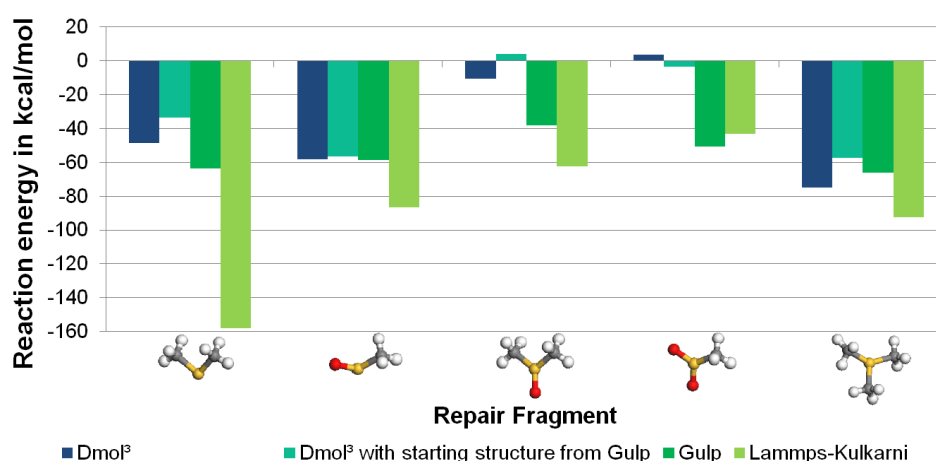 Reaction energy in kcal/mol
20
0
-20
-40
-60
-80
-100
-120
-140
-160
Repair Fragment
Dmol³
Dmol³ with starting structure from Gulp
Gulp
Lammps-Kulkarni